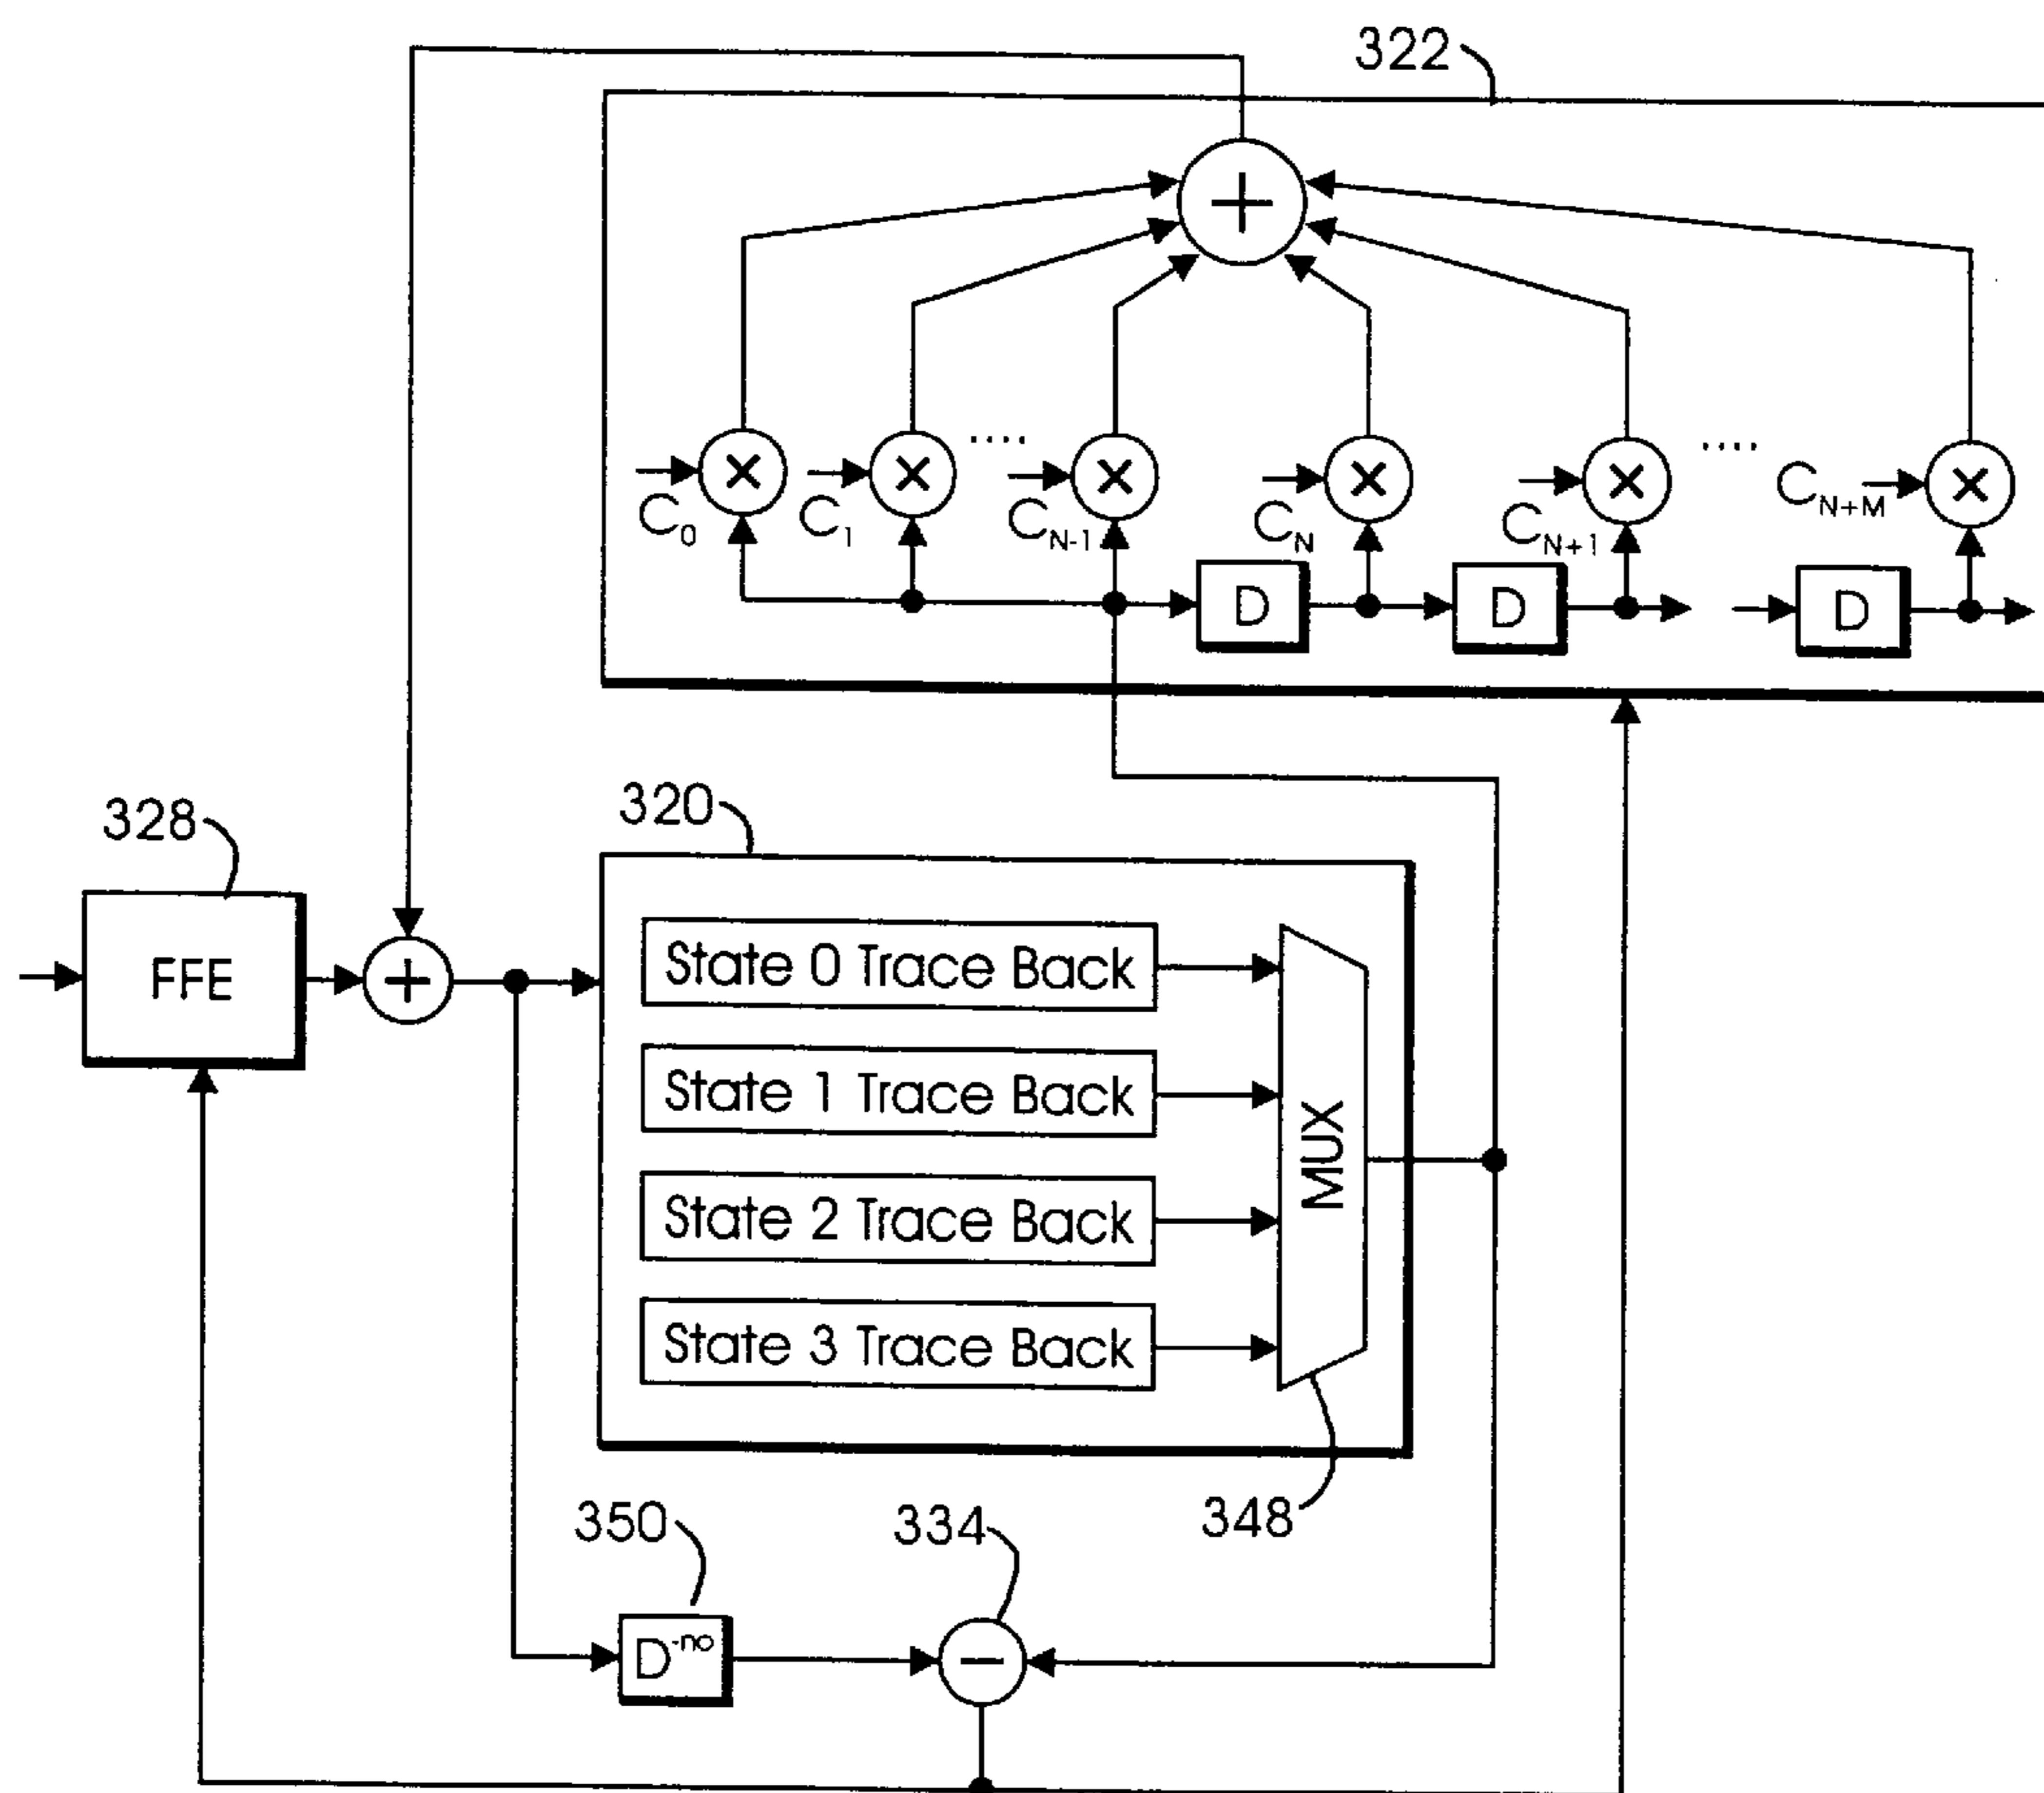 322
+
× × .... × × × .... ×
C0 C1 CN-1 CN CN+1 CN+M
D D D
328
320
FFE
+
State 0 Trace Back
State 1 Trace Back
State 2 Trace Back
State 3 Trace Back
MUX
348
350
334
D-no
−